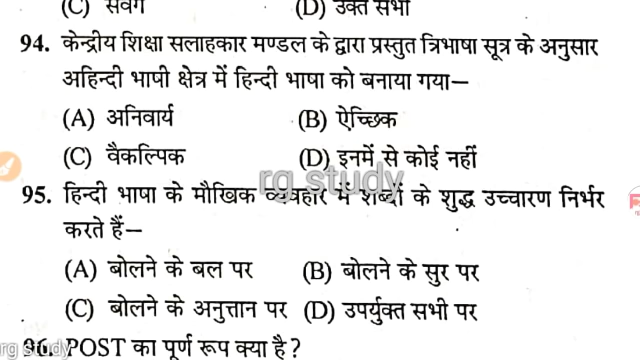 (C) संवर्ग (D) उक्त सभी
94. केन्द्रीय शिक्षा सलाहकार मण्डल के द्वारा प्रस्तुत त्रिभाषा सूत्र के अनुसार
अहिन्दी भाषी क्षेत्र में हिन्दी भाषा को बनाया गया—
(A) अनिवार्य (B) ऐच्छिक
(C) वैकल्पिक (D) इनमें से कोई नहीं
rg study
95. हिन्दी भाषा के मौखिक व्यवहार में शब्दों के शुद्ध उच्चारण निर्भर
करते हैं—
(A) बोलने के बल पर (B) बोलने के सुर पर
(C) बोलने के अनुत्तान पर (D) उपर्युक्त सभी पर
rg study
96. POST का पूर्ण रूप क्या है?